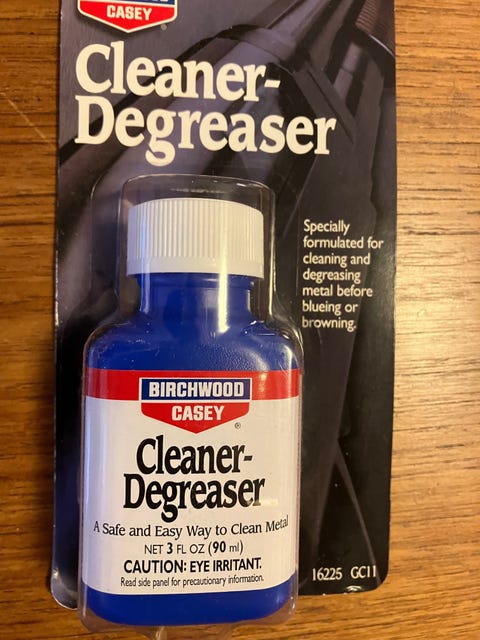 CASEY
Cleaner-
Degreaser
Specially
formulated for
cleaning and
degreasing
metal before
blueing or
browning.
BIRCHWOOD
CASEY
®
Cleaner-
Degreaser
A Safe and Easy Way to Clean Metal
NET 3 FL OZ (90 ml)
CAUTION: EYE IRRITANT.
Read side panel for precautionary information.
16225 GC11